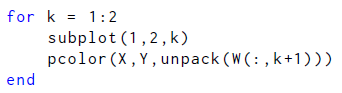 for k = 1:2
    subplot(1,2,k)
    pcolor(X,Y,unpack(W(:,k+1)))
end